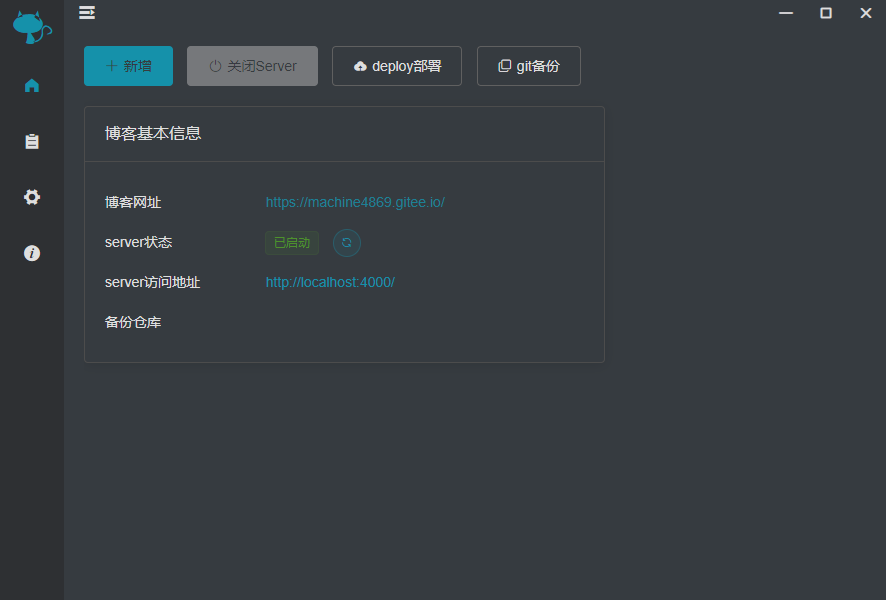 新增 关闭Server deploy部署 git备份
博客基本信息
博客网址 https://machine4869.gitee.io/
server状态 已启动
server访问地址 http://localhost:4000/
备份仓库